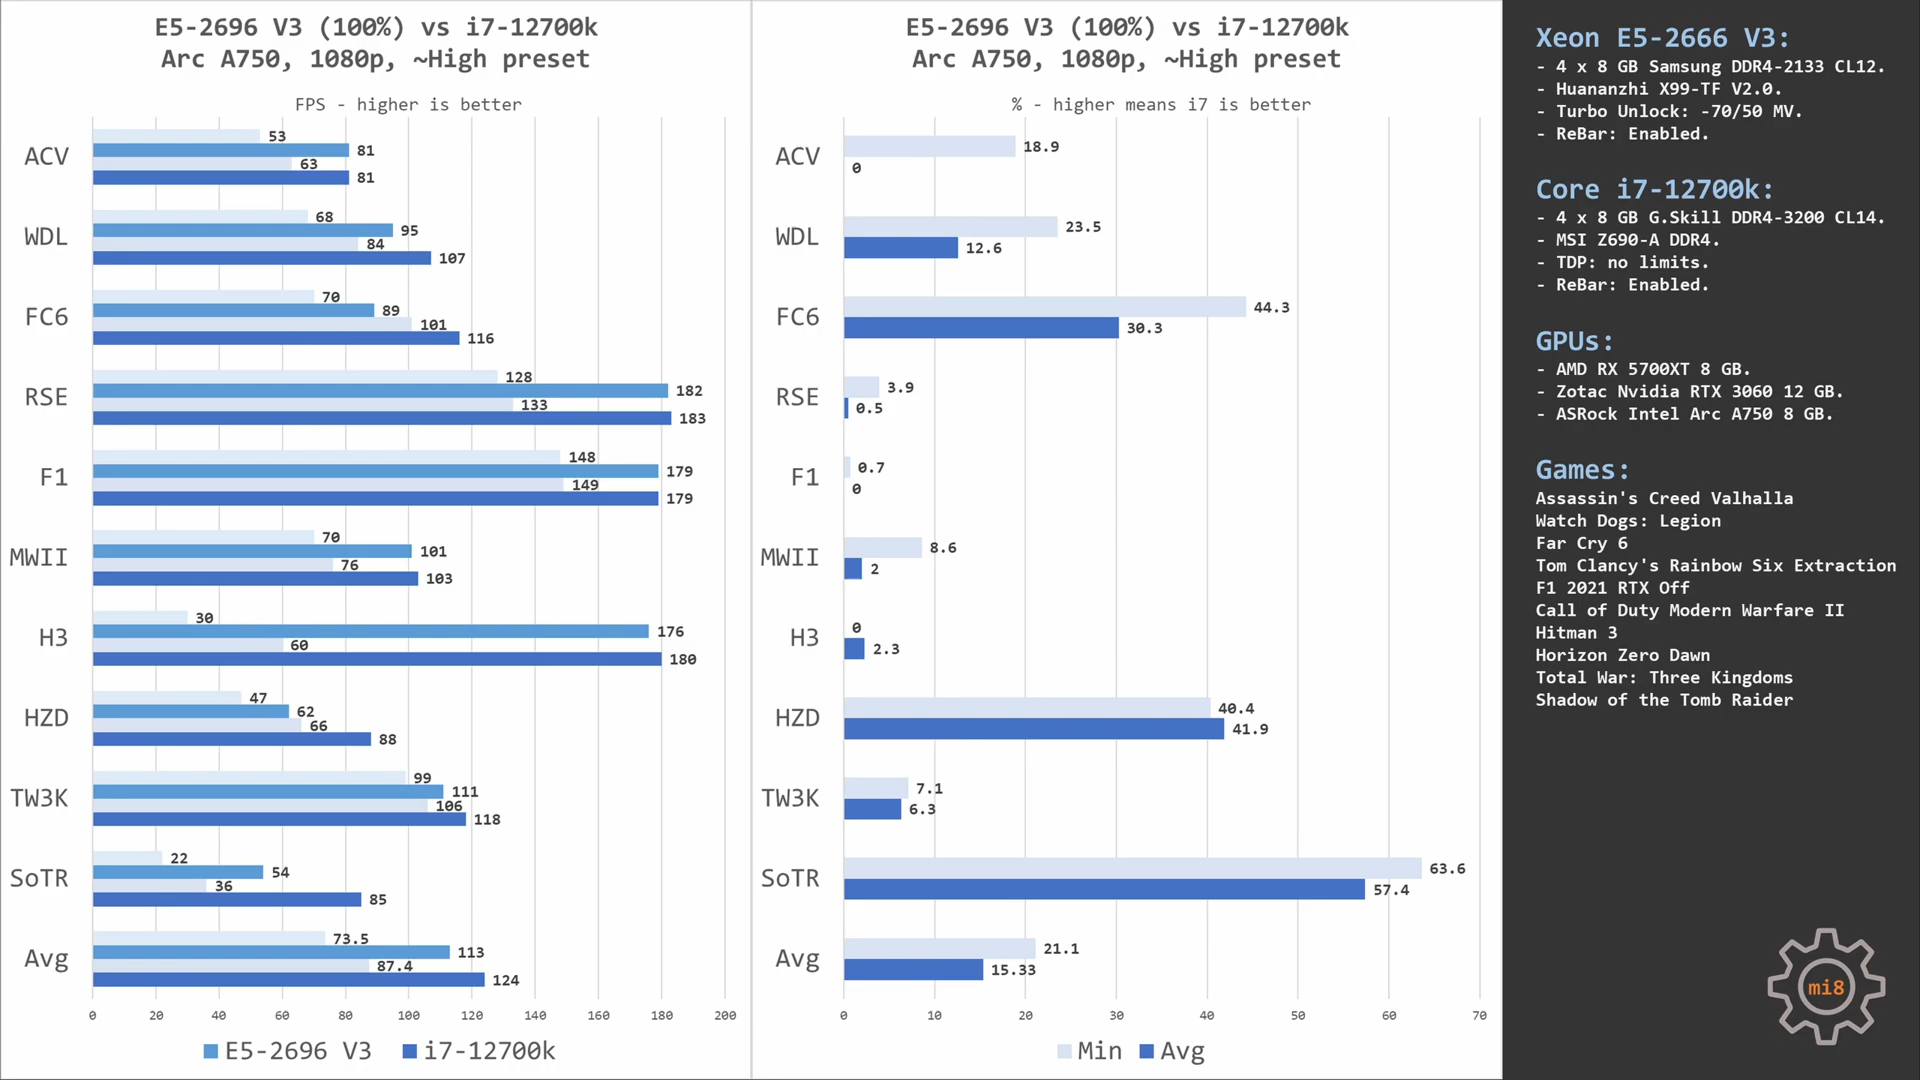 E5-2696 V3 (100%) vs i7-12700k
Arc A750, 1080p, ~High preset
FPS - higher is better
ACV
53
81
63
81
WDL
68
95
84
107
FC6
70
89
101
116
RSE
128
182
133
183
F1
148
179
149
179
MWII
70
101
76
103
H3
30
176
60
180
HZD
47
62
66
88
TW3K
99
111
106
118
SoTR
22
54
36
85
Avg
73.5
113
87.4
124
0 20 40 60 80 100 120 140 160 180 200
E5-2696 V3 i7-12700k
E5-2696 V3 (100%) vs i7-12700k
Arc A750, 1080p, ~High preset
% - higher means i7 is better
ACV
18.9
0
WDL
23.5
12.6
FC6
44.3
30.3
RSE
3.9
0.5
F1
0.7
0
MWII
8.6
2
H3
0
2.3
HZD
40.4
41.9
TW3K
7.1
6.3
SoTR
63.6
57.4
Avg
21.1
15.33
0 10 20 30 40 50 60 70
Min Avg
Xeon E5-2666 V3:
- 4 x 8 GB Samsung DDR4-2133 CL12.
- Huananzhi X99-TF V2.0.
- Turbo Unlock: -70/50 MV.
- ReBar: Enabled.
Core i7-12700k:
- 4 x 8 GB G.Skill DDR4-3200 CL14.
- MSI Z690-A DDR4.
- TDP: no limits.
- ReBar: Enabled.
GPUs:
- AMD RX 5700XT 8 GB.
- Zotac Nvidia RTX 3060 12 GB.
- ASRock Intel Arc A750 8 GB.
Games:
Assassin's Creed Valhalla
Watch Dogs: Legion
Far Cry 6
Tom Clancy's Rainbow Six Extraction
F1 2021 RTX Off
Call of Duty Modern Warfare II
Hitman 3
Horizon Zero Dawn
Total War: Three Kingdoms
Shadow of the Tomb Raider
mi8